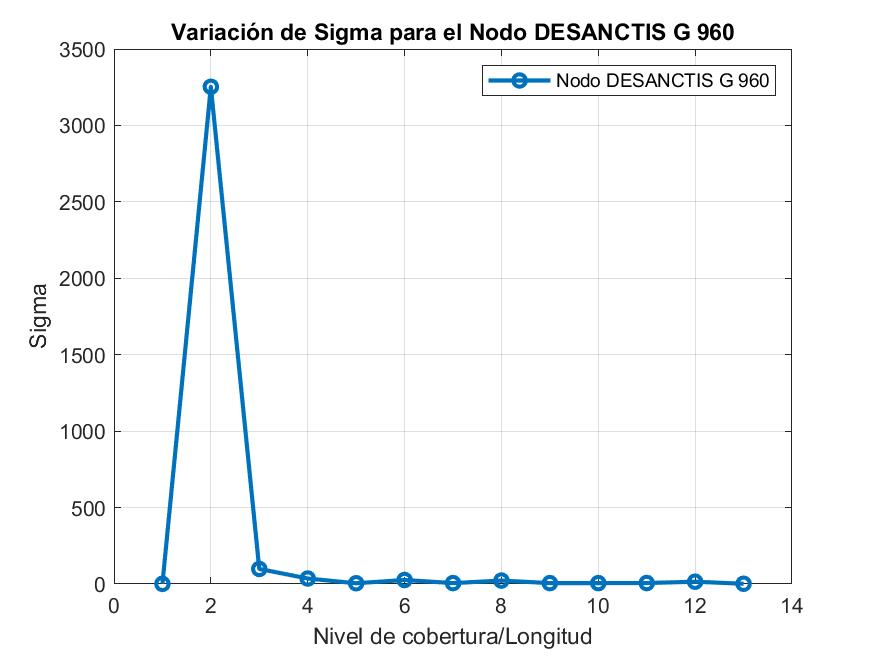 Variación de Sigma para el Nodo DESANCTIS G 960
Nodo DESANCTIS G 960
3500
3000
2500
2000
1500
1000
500
0
Sigma
0 2 4 6 8 10 12 14
Nivel de cobertura/Longitud